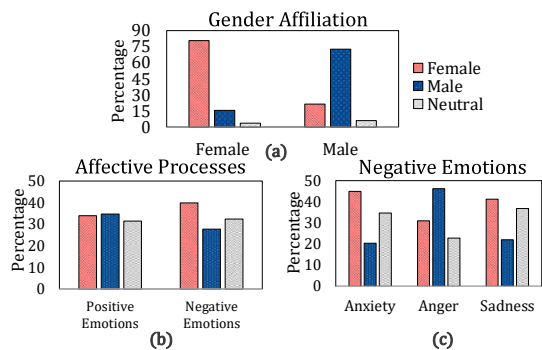 Gender Affiliation
Percentage
90
75
60
45
30
15
0
Female
Male
Female
Male
Neutral
(a)
Affective Processes
Percentage
50
40
30
20
10
0
Positive
Emotions
Negative
Emotions
(b)
Negative Emotions
Percentage
50
40
30
20
10
0
Anxiety
Anger
Sadness
(c)